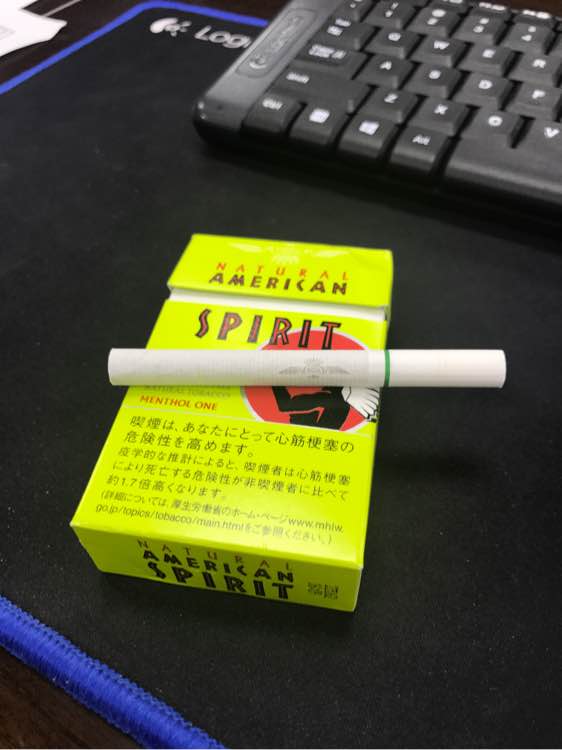 Logi
Shift
Ctrl
Alt
Q
W
E
A
S
D
F
Z
X
C
V
NATURAL
AMERICAN
SPIRIT
NATURAL TOBACCO
MENTHOL ONE
喫煙は、あなたにとって心筋梗塞の
危険性を高めます。
疫学的な推計によると、喫煙者は心筋梗塞
により死亡する危険性が非喫煙者に比べて
約1.7倍高くなります。
(詳細については、厚生労働省のホーム・ページwww.mhlw.
go.jp/topics/tobacco/main.htmlをご参照ください。)
NATURAL
AMERICAN
SPIRIT